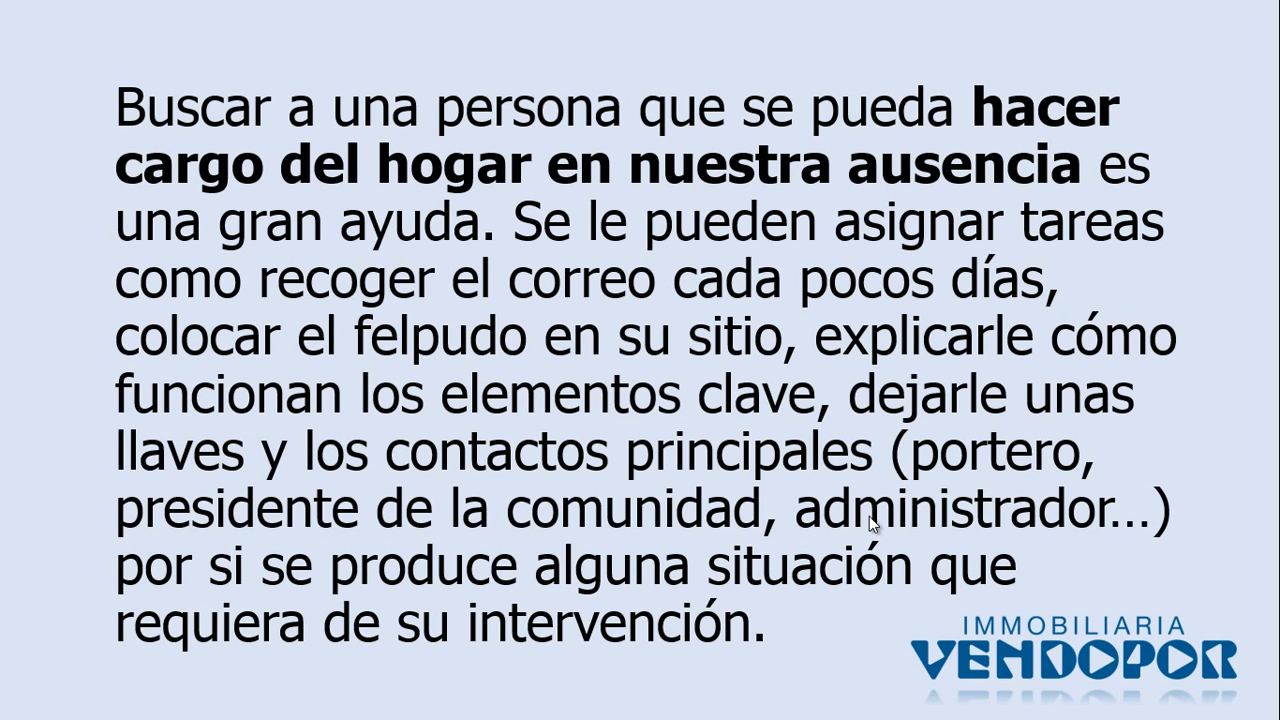 Buscar a una persona que se pueda hacer
cargo del hogar en nuestra ausencia es
una gran ayuda. Se le pueden asignar tareas
como recoger el correo cada pocos días,
colocar el felpudo en su sitio, explicarle cómo
funcionan los elementos clave, dejarle unas
llaves y los contactos principales (portero,
presidente de la comunidad, administrador…)
por si se produce alguna situación que
requiera de su intervención.
IMMOBILIARIA
VENDOPOR